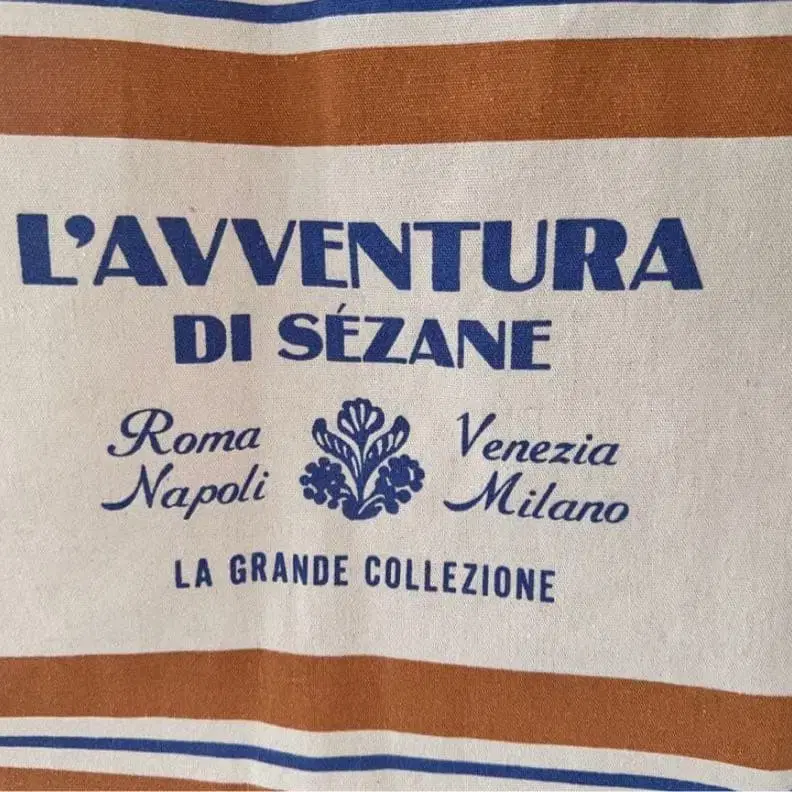 L'AVVENTURA
DI SÉZANE
Roma Venezia
Napoli Milano
LA GRANDE COLLEZIONE